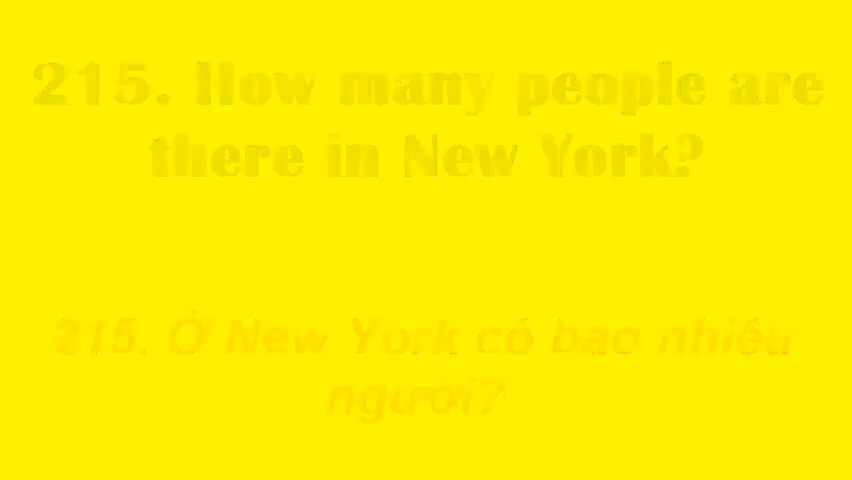 215. How many people are
there in New York?
215. Ở New York có bao nhiêu
người?